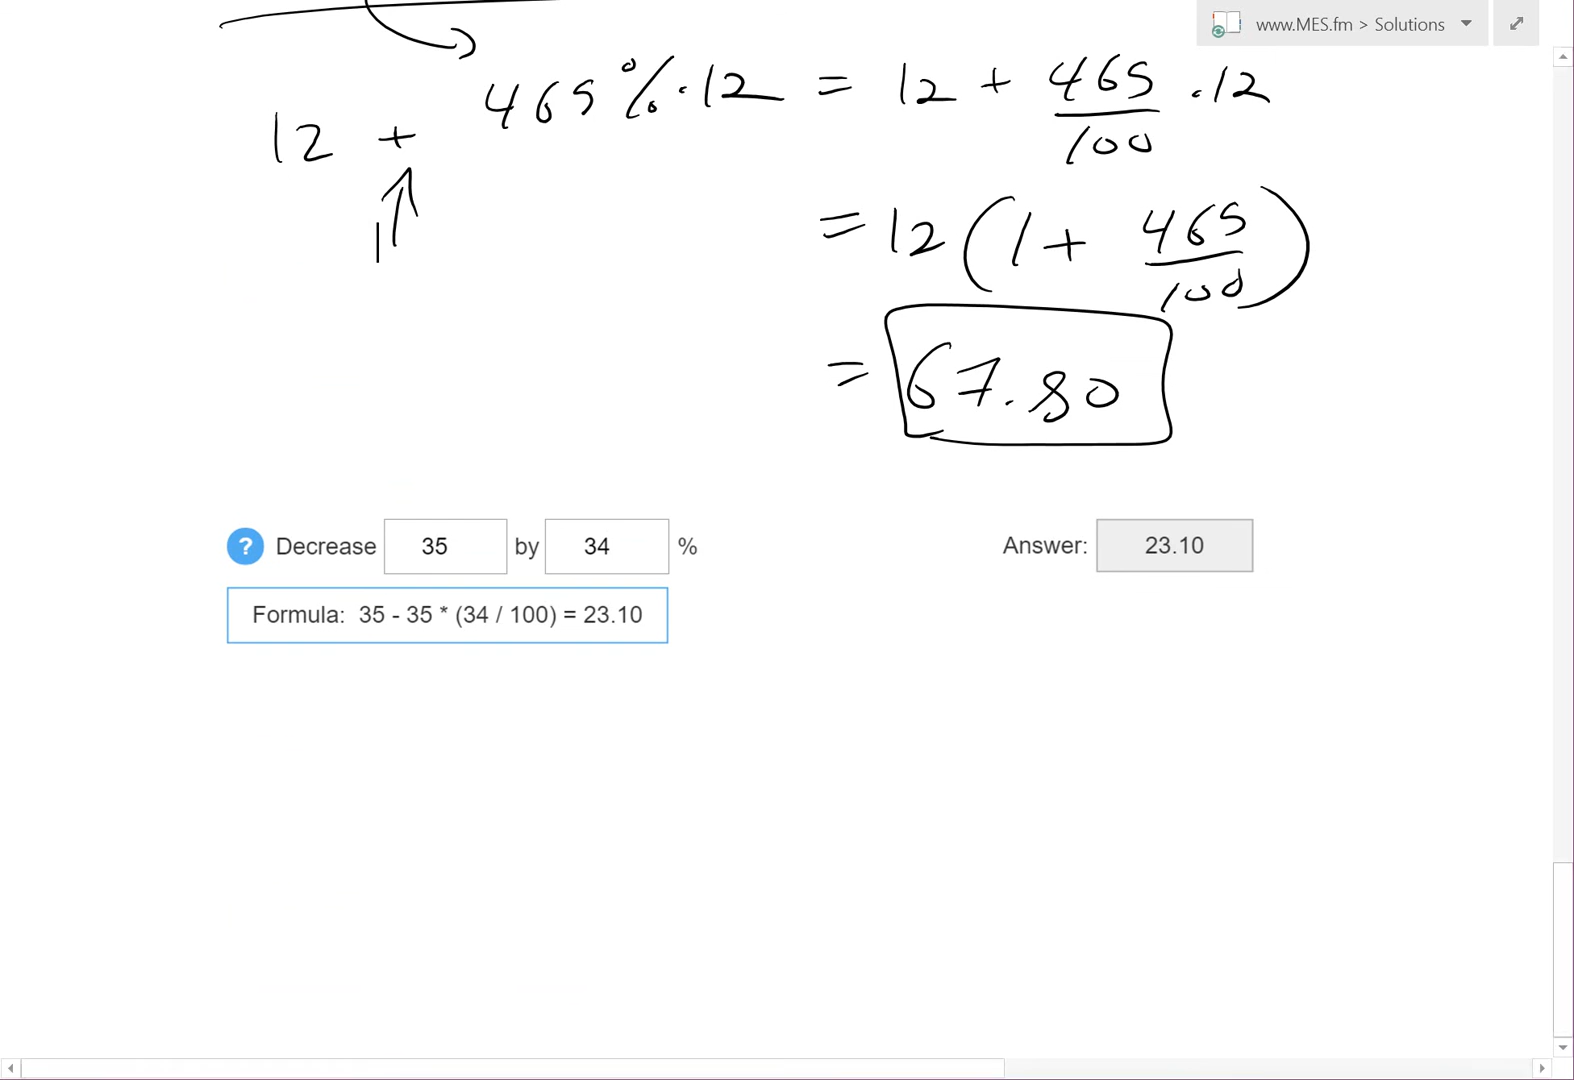 www.MES.fm > Solutions
12 + 465%·12 = 12 + 465/100 ·12
= 12(1 + 465/100)
= 67.80
? Decrease 35 by 34 % Answer: 23.10
Formula: 35 - 35 * (34 / 100) = 23.10